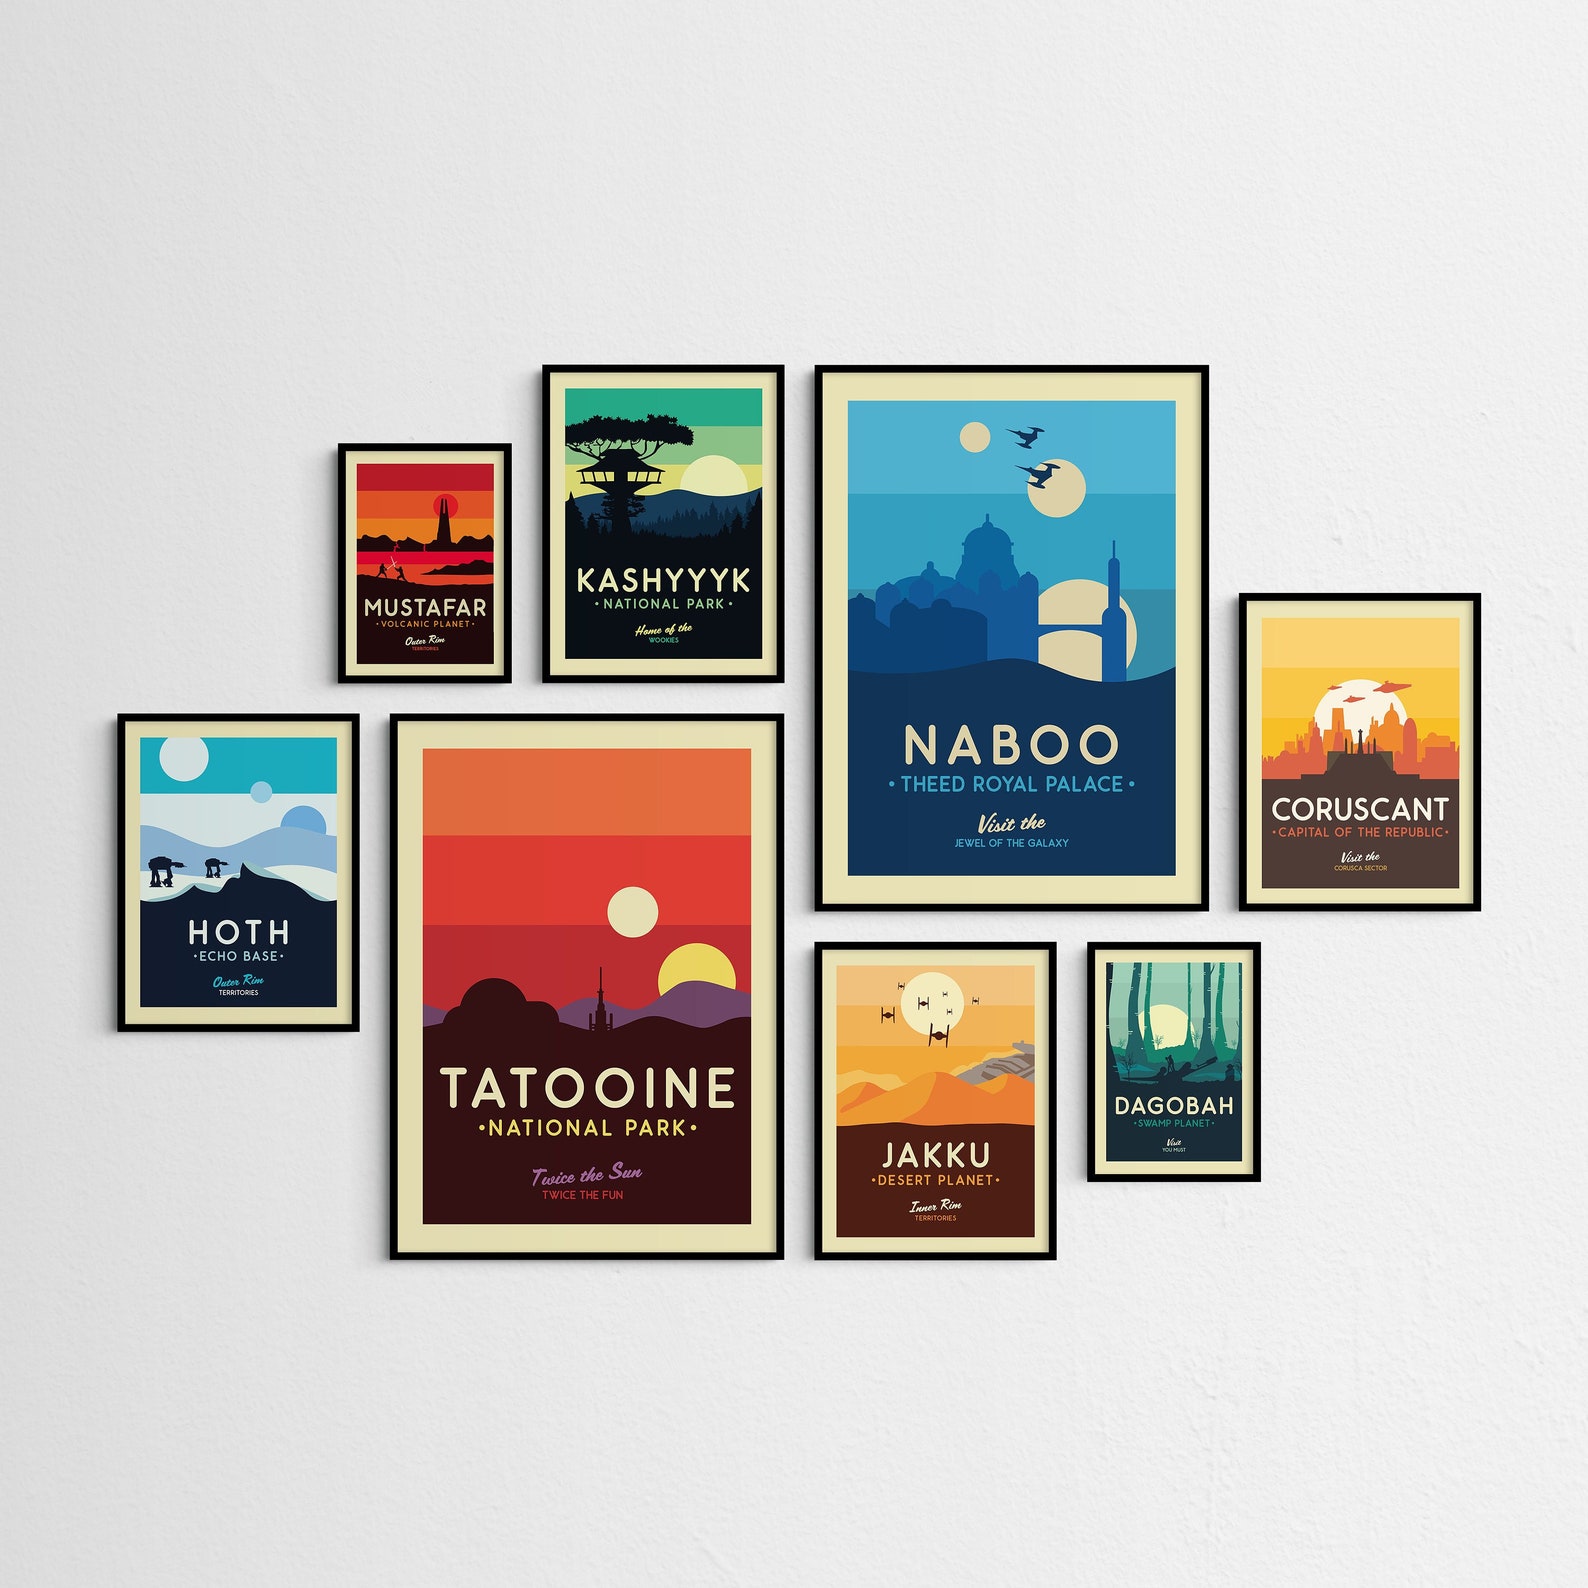 MUSTAFAR
• VOLCANIC PLANET •
Outer Rim
TERRITORIES
KASHYYYK
• NATIONAL PARK •
Home of the
WOOKIES
NABOO
• THEED ROYAL PALACE •
Visit the
JEWEL OF THE GALAXY
CORUSCANT
• CAPITAL OF THE REPUBLIC •
Visit the
CORUSCA SECTOR
HOTH
• ECHO BASE •
Outer Rim
TERRITORIES
TATOOINE
• NATIONAL PARK •
Twice the Sun
TWICE THE FUN
JAKKU
• DESERT PLANET •
Inner Rim
TERRITORIES
DAGOBAH
• SWAMP PLANET •
Visit
YOU MUST